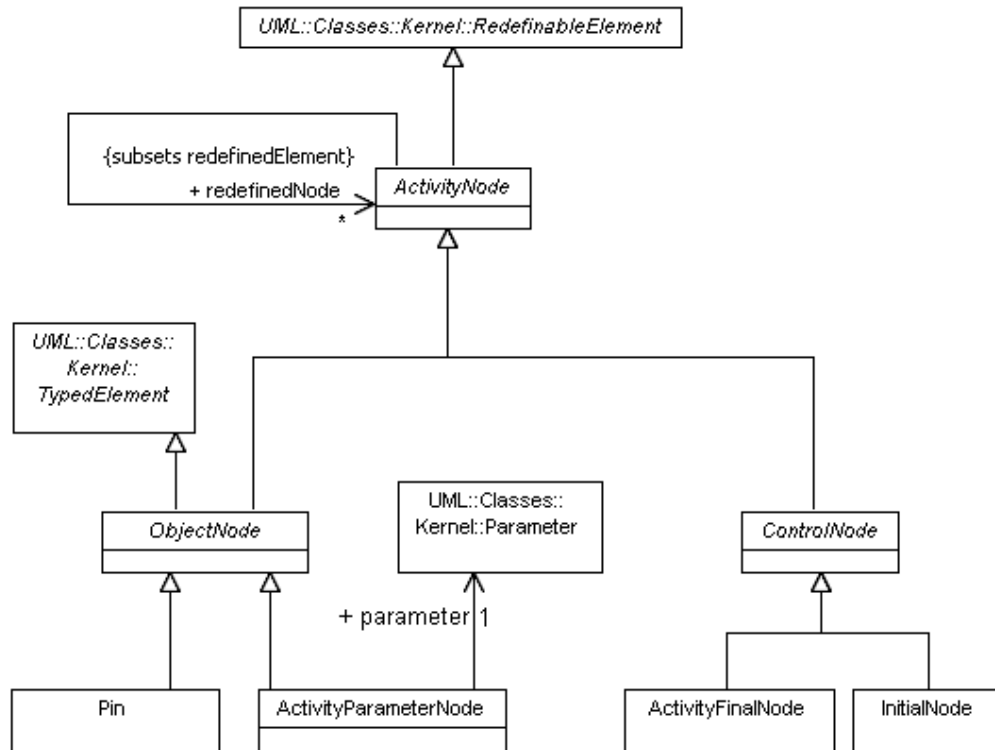 UML::Classes::Kernel::RedefinableElement
{subsets redefinedElement}
+ redefinedNode
*
ActivityNode
UML::Classes::
Kernel::
TypedElement
ObjectNode
UML::Classes::
Kernel::Parameter
ControlNode
+ parameter 1
Pin
ActivityParameterNode
ActivityFinalNode
InitialNode